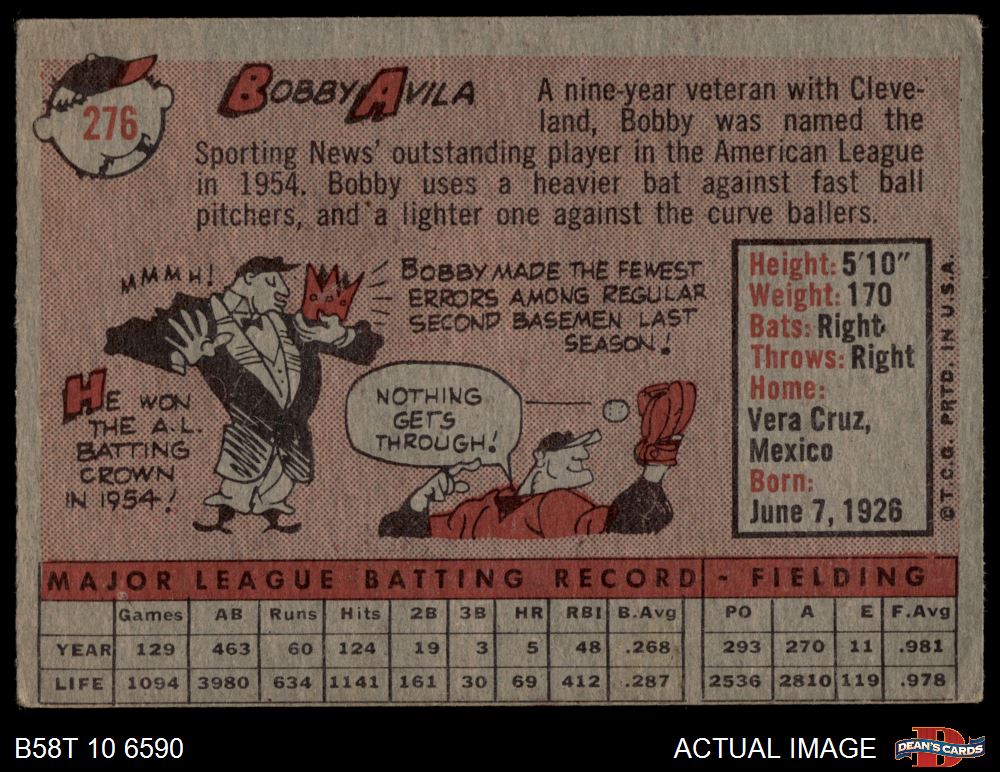 276
BOBBY AVILA
A nine-year veteran with Cleve-
land, Bobby was named the
Sporting News' outstanding player in the American League
in 1954. Bobby uses a heavier bat against fast ball
pitchers, and a lighter one against the curve ballers.
MMMH!
HE WON
THE A.L.
BATTING
CROWN
IN 1954!
BOBBY MADE THE FEWEST
ERRORS AMONG REGULAR
SECOND BASEMEN LAST
SEASON!
NOTHING
GETS
THROUGH!
Height: 5'10"
Weight: 170
Bats: Right
Throws: Right
Home:
Vera Cruz,
Mexico
Born:
June 7, 1926
© T.C.G. PRTD. IN U.S.A.
MAJOR LEAGUE BATTING RECORD - FIELDING
Games AB Runs Hits 2B 3B HR RBI B.Avg PO A E F.Avg
YEAR 129 463 60 124 19 3 5 48 .268 293 270 11 .981
LIFE 1094 3980 634 1141 161 30 69 412 .287 2536 2810 119 .978
B58T 10 6590
ACTUAL IMAGE
D
DEAN'S CARDS